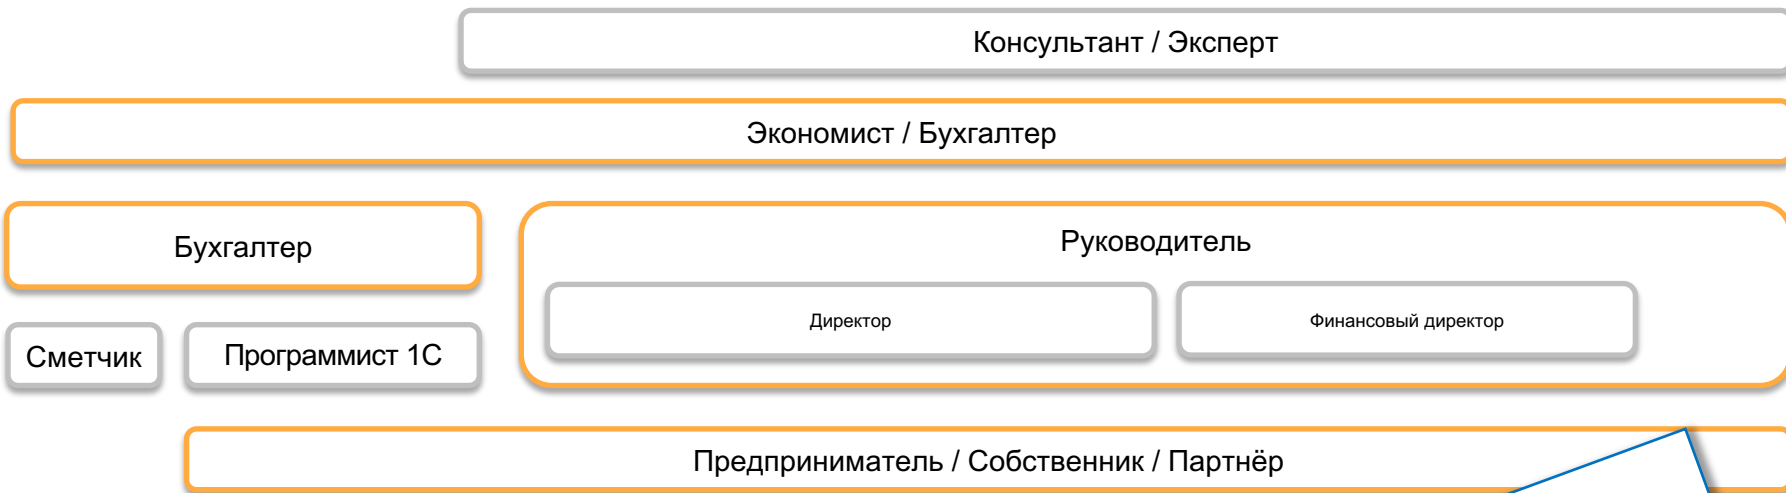 Консультант / Эксперт
Экономист / Бухгалтер
Бухгалтер
Руководитель
Директор
Финансовый директор
Сметчик
Программист 1С
Предприниматель / Собственник / Партнёр